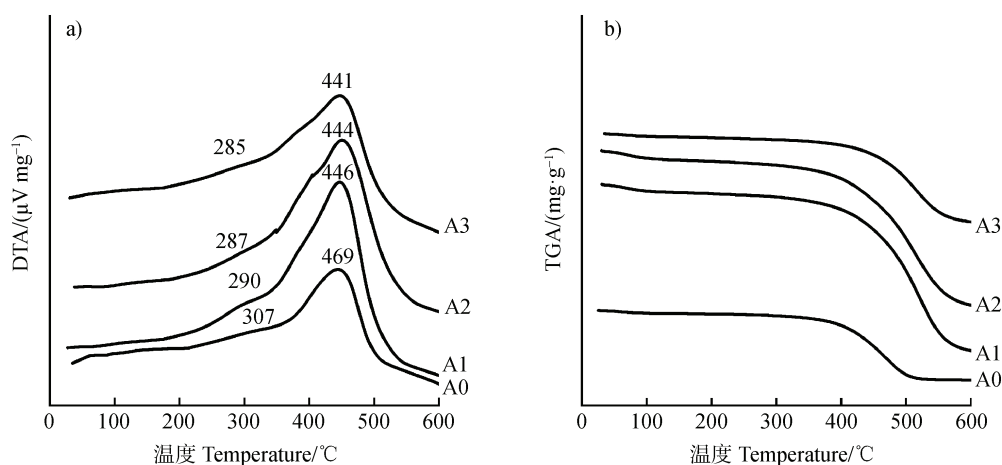 a)
441
444
446
469
285
287
290
307
A3
A2
A1
A0
DTA/(μV mg⁻¹)
0 100 200 300 400 500 600
温度 Temperature/℃
b)
A3
A2
A1
A0
TGA/(mg·g⁻¹)
0 100 200 300 400 500 600
温度 Temperature/℃